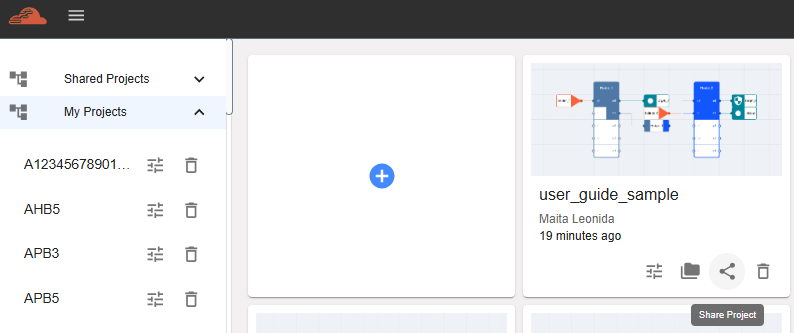 Shared Projects
My Projects
A12345678901...
AHB5
APB3
APB5
user_guide_sample
Maita Leonida
19 minutes ago
Share Project